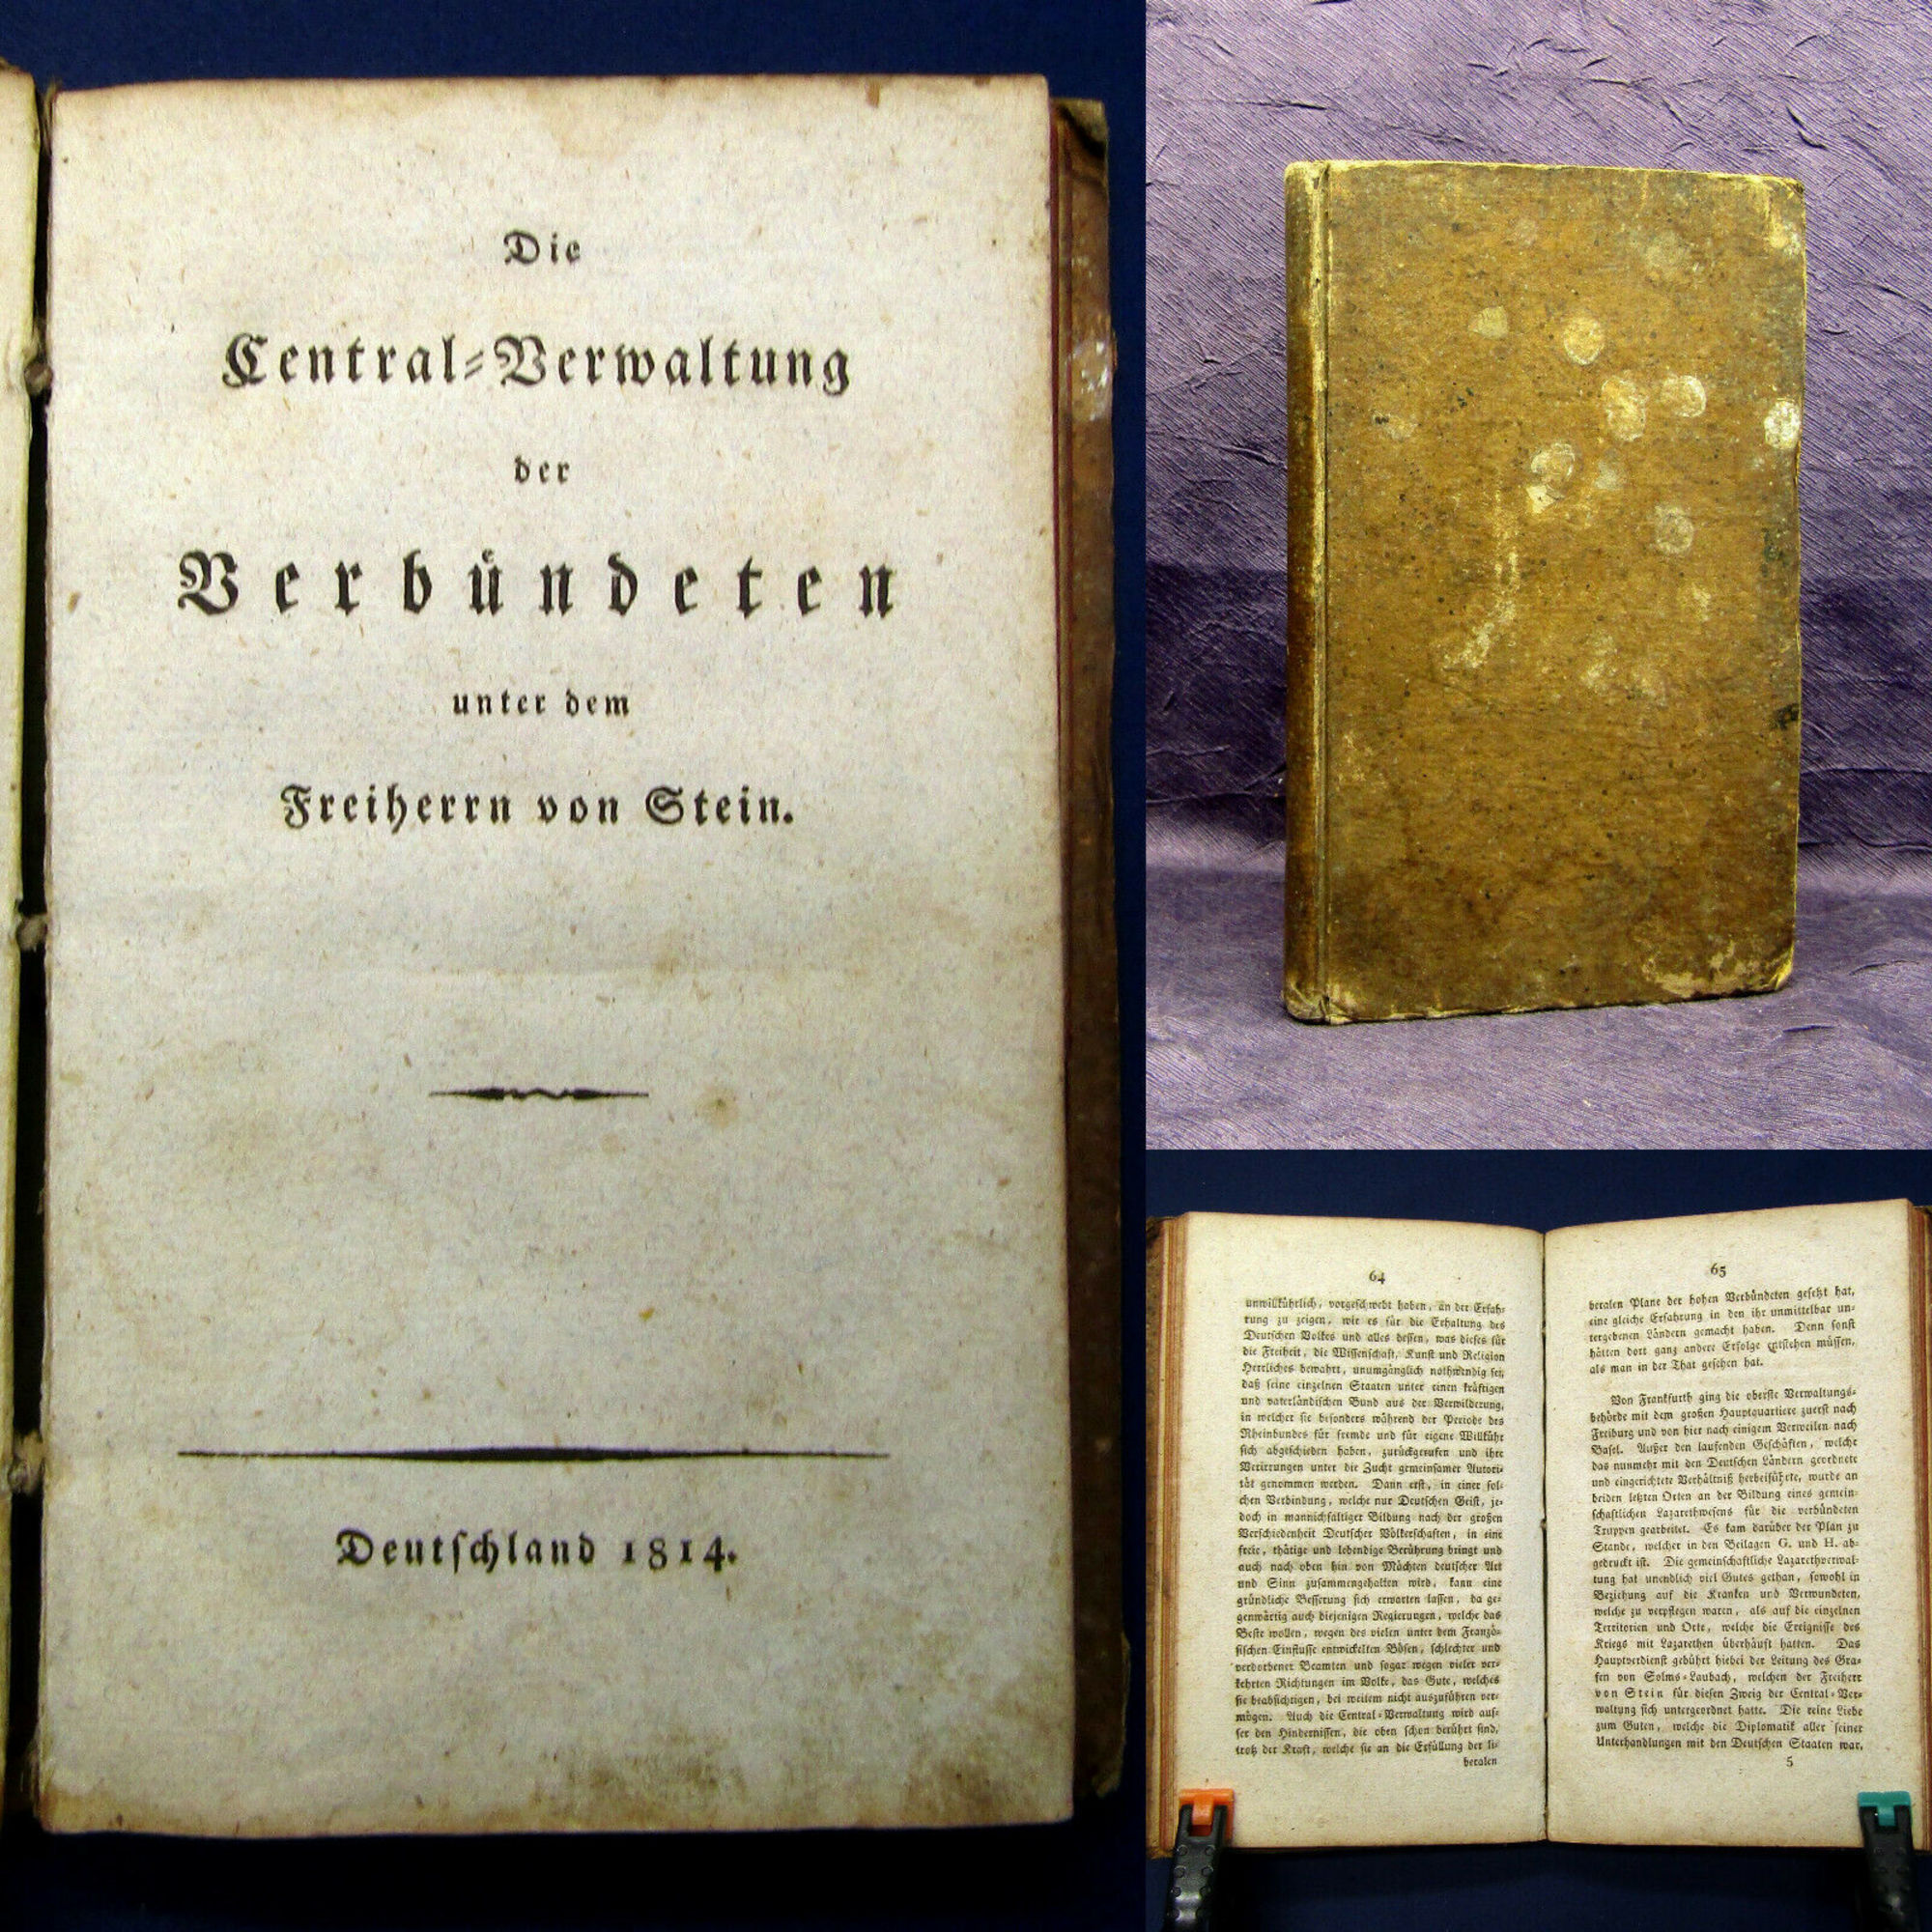 Die
Central-Verwaltung
der
Verbündeten
unter dem
Freiherrn von Stein.
Deutſchland 1814.
64
unwillkührlich, vorgeſchwebt haben, an der Erfah-
rung zu zeigen, wie es für die Erhaltung des
Deutſchen Volkes und alles deſſen, was dieſes für
die Freiheit, die Wiſſenſchaft, Kunſt und Religion
Herrliches bewahrt, unumgänglich nothwendig ſei,
daß ſeine einzelnen Staaten unter einen kräftigen
und vaterländiſchen Bund aus der Verwilderung,
in welcher ſie beſonders während der Periode des
Rheinbundes für fremde und für eigene Willkühr
ſich abgeſchieden haben, zurückgerufen und ihre
Verirrungen unter die Zucht gemeinſamer Autori-
tät genommen werden. Dann erſt, in einer ſol-
chen Verbindung, welche nur Deutſchen Geiſt, je-
doch in mannichfaltiger Bildung nach der großen
Verſchiedenheit Deutſcher Völkerſchaften, in eine
freie, thätige und lebendige Berührung bringt und
auch nach oben hin von Mächten deutſcher Art
und Sinn zuſammengehalten wird, kann eine
gründliche Beſſerung ſich erwarten laſſen, da ge-
genwärtig auch diejenigen Regierungen, welche das
Beſte wollen, wegen des vielen unter dem Franzö-
ſiſchen Einfluſſe entwickelten Böſen, ſchlechter und
verdorbener Beamten und ſogar wegen vieler ver-
kehrten Richtungen im Volke, das Gute, welches
ſie beabſichtigen, bei weitem nicht auszuführen ver-
mögen. Auch die Central-Verwaltung wird auſ-
ſer den Hinderniſſen, die oben ſchon berührt ſind,
trotz der Kraft, welche ſie an die Erfüllung der li-
beralen
65
beralen Plane der hohen Verbündeten geſetzt hat,
eine gleiche Erfahrung in den ihr unmittelbar un-
tergebenen Ländern gemacht haben. Denn ſonſt
hätten dort ganz andere Erfolge entſtehen müſſen,
als man in der That geſehen hat.
Von Frankfurth ging die oberſte Verwaltungs-
behörde mit dem großen Hauptquartiere zuerſt nach
Freiburg und von hier nach einigem Verweilen nach
Baſel. Außer den laufenden Geſchäften, welche
das nunmehr mit den Deutſchen Ländern geordnete
und eingerichtete Verhältniß herbeiführte, wurde an
beiden letzten Orten an der Bildung eines gemein-
ſchaftlichen Lazarethweſens für die verbündeten
Truppen gearbeitet. Es kam darüber der Plan zu
Stande, welcher in den Beilagen G. und H. ab-
gedruckt iſt. Die gemeinſchaftliche Lazarethverwal-
tung hat unendlich viel Gutes gethan, ſowohl in
Beziehung auf die Kranken und Verwundeten,
welche zu verpflegen waren, als auf die einzelnen
Territorien und Orte, welche die Ereigniſſe des
Kriegs mit Lazarethen überhäuft hatten. Das
Hauptverdienſt gebührt hiebei der Leitung des Gra-
fen von Solms-Laubach, welchen der Freiherr
von Stein für dieſen Zweig der Central-Ver-
waltung ſich untergeordnet hatte. Die reine Liebe
zum Guten, welche die Diplomatik aller ſeiner
Unterhandlungen mit den Deutſchen Staaten war,
5